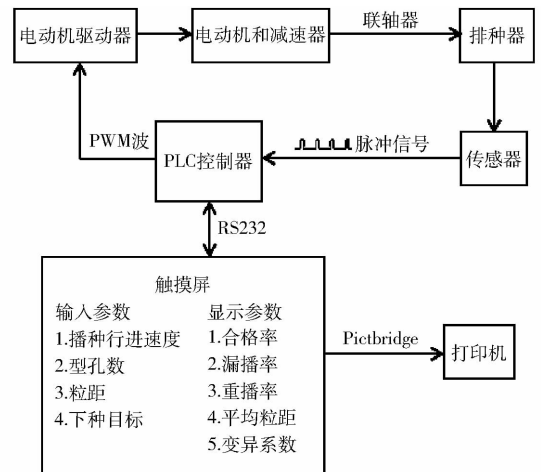 电动机驱动器
电动机和减速器
联轴器
排种器
PWM波
PLC控制器
脉冲信号
传感器
RS232
触摸屏
输入参数
1.播种行进速度
2.型孔数
3.粒距
4.下种目标
显示参数
1.合格率
2.漏播率
3.重播率
4.平均粒距
5.变异系数
Pictbridge
打印机